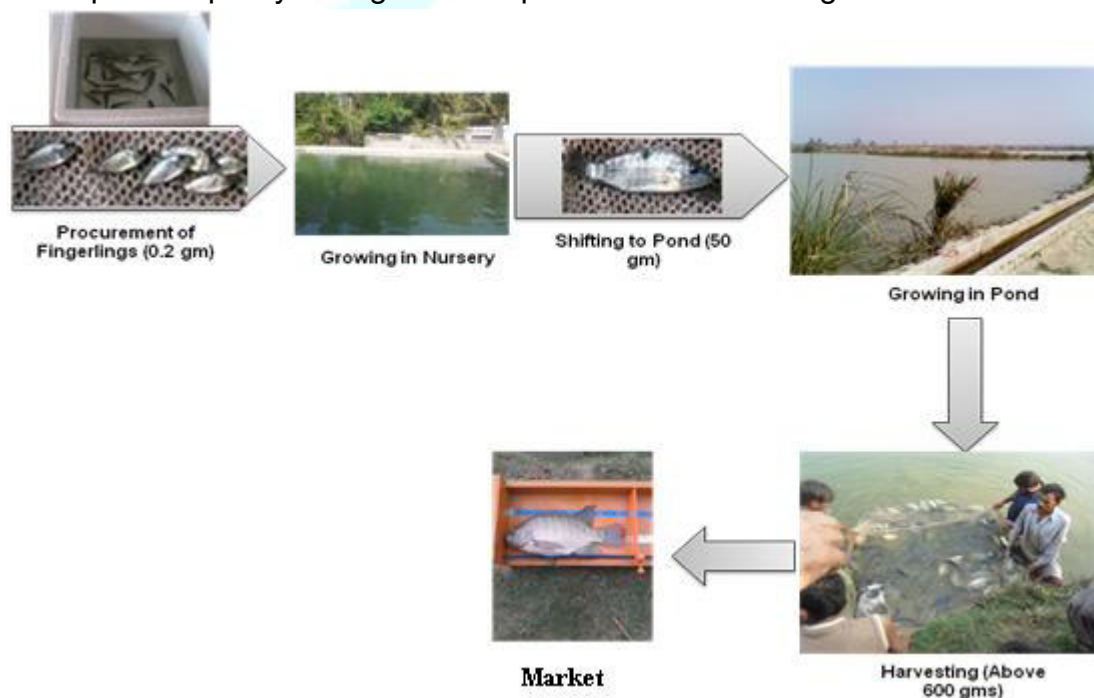 Procurement of
Fingerlings (0.2 gm)
Growing in Nursery
Shifting to Pond (50
gm)
Growing in Pond
Harvesting (Above
600 gms)
Market